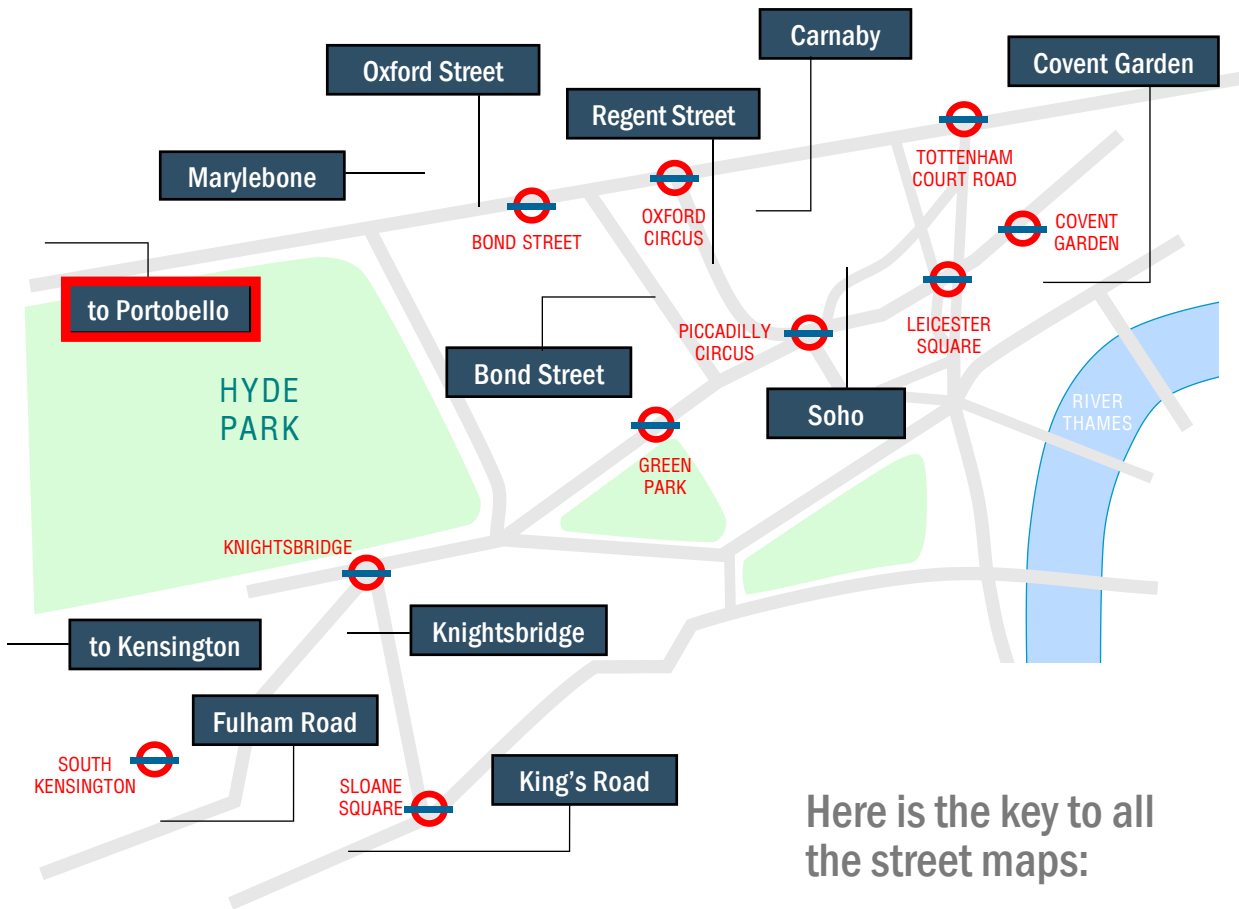 Carnaby
Oxford Street
Covent Garden
Regent Street
Marylebone
TOTTENHAM
COURT ROAD
OXFORD
CIRCUS
COVENT
GARDEN
BOND STREET
to Portobello
PICCADILLY
CIRCUS
LEICESTER
SQUARE
Bond Street
HYDE
PARK
Soho
RIVER
THAMES
GREEN
PARK
KNIGHTSBRIDGE
to Kensington
Knightsbridge
Fulham Road
SOUTH
KENSINGTON
SLOANE
SQUARE
King's Road
Here is the key to all
the street maps: